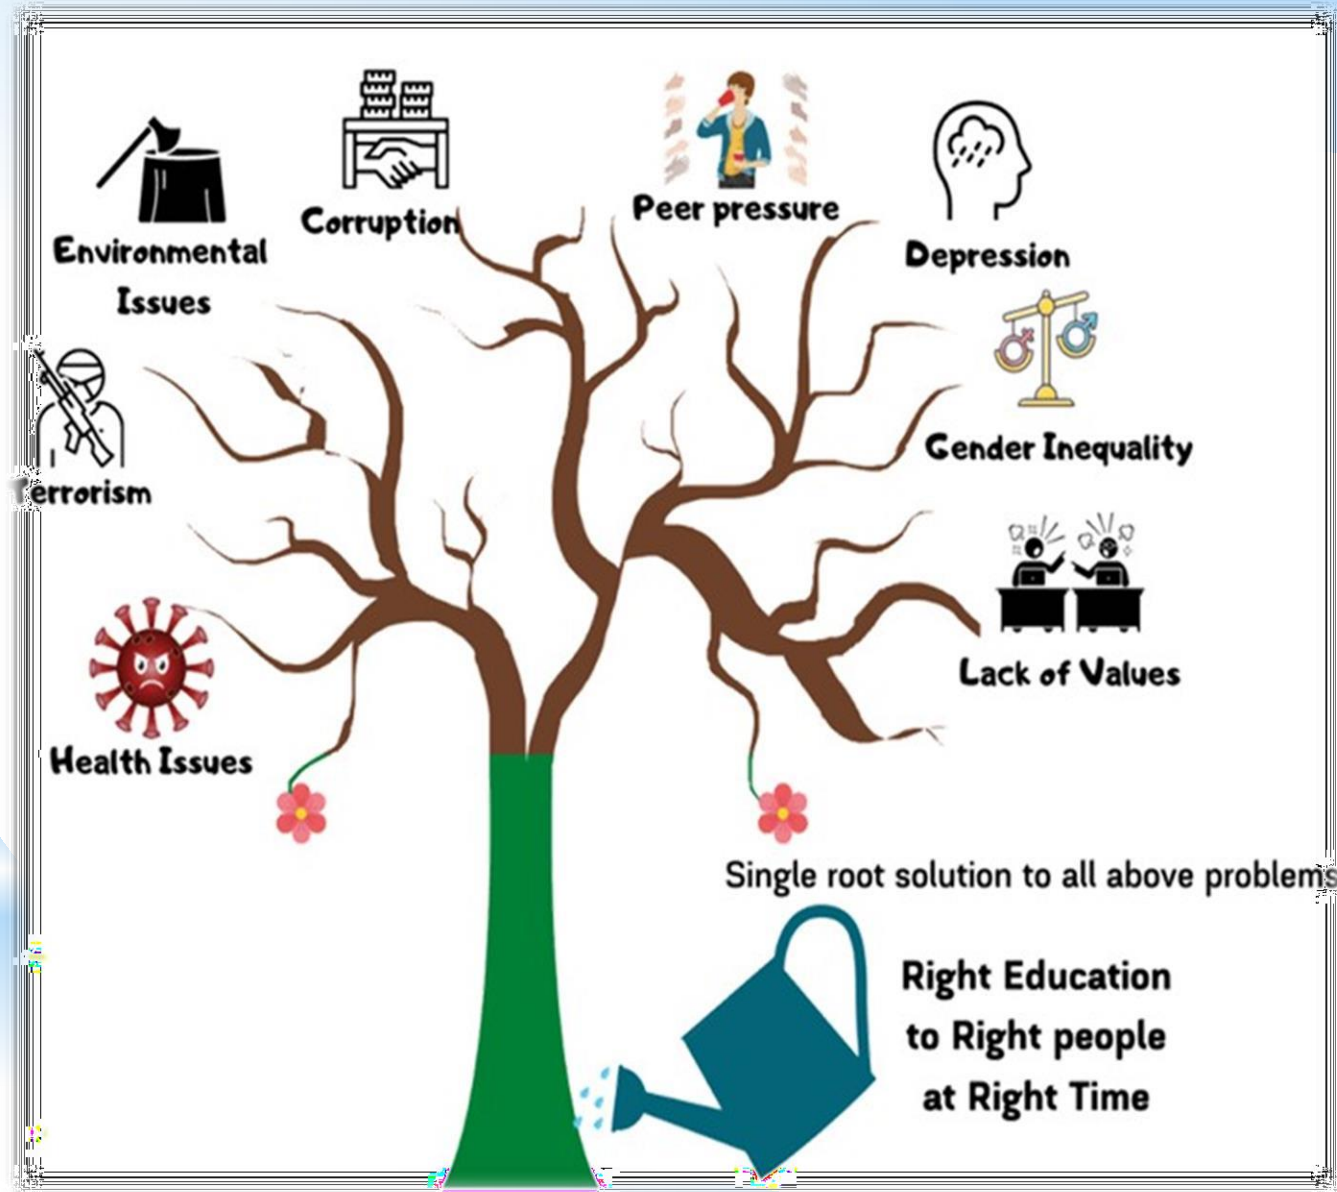 Corruption
Peer pressure
Environmental
Issues
Depression
Gender Inequality
Terrorism
Lack of Values
Health Issues
Single root solution to all above problems
Right Education
to Right people
at Right Time